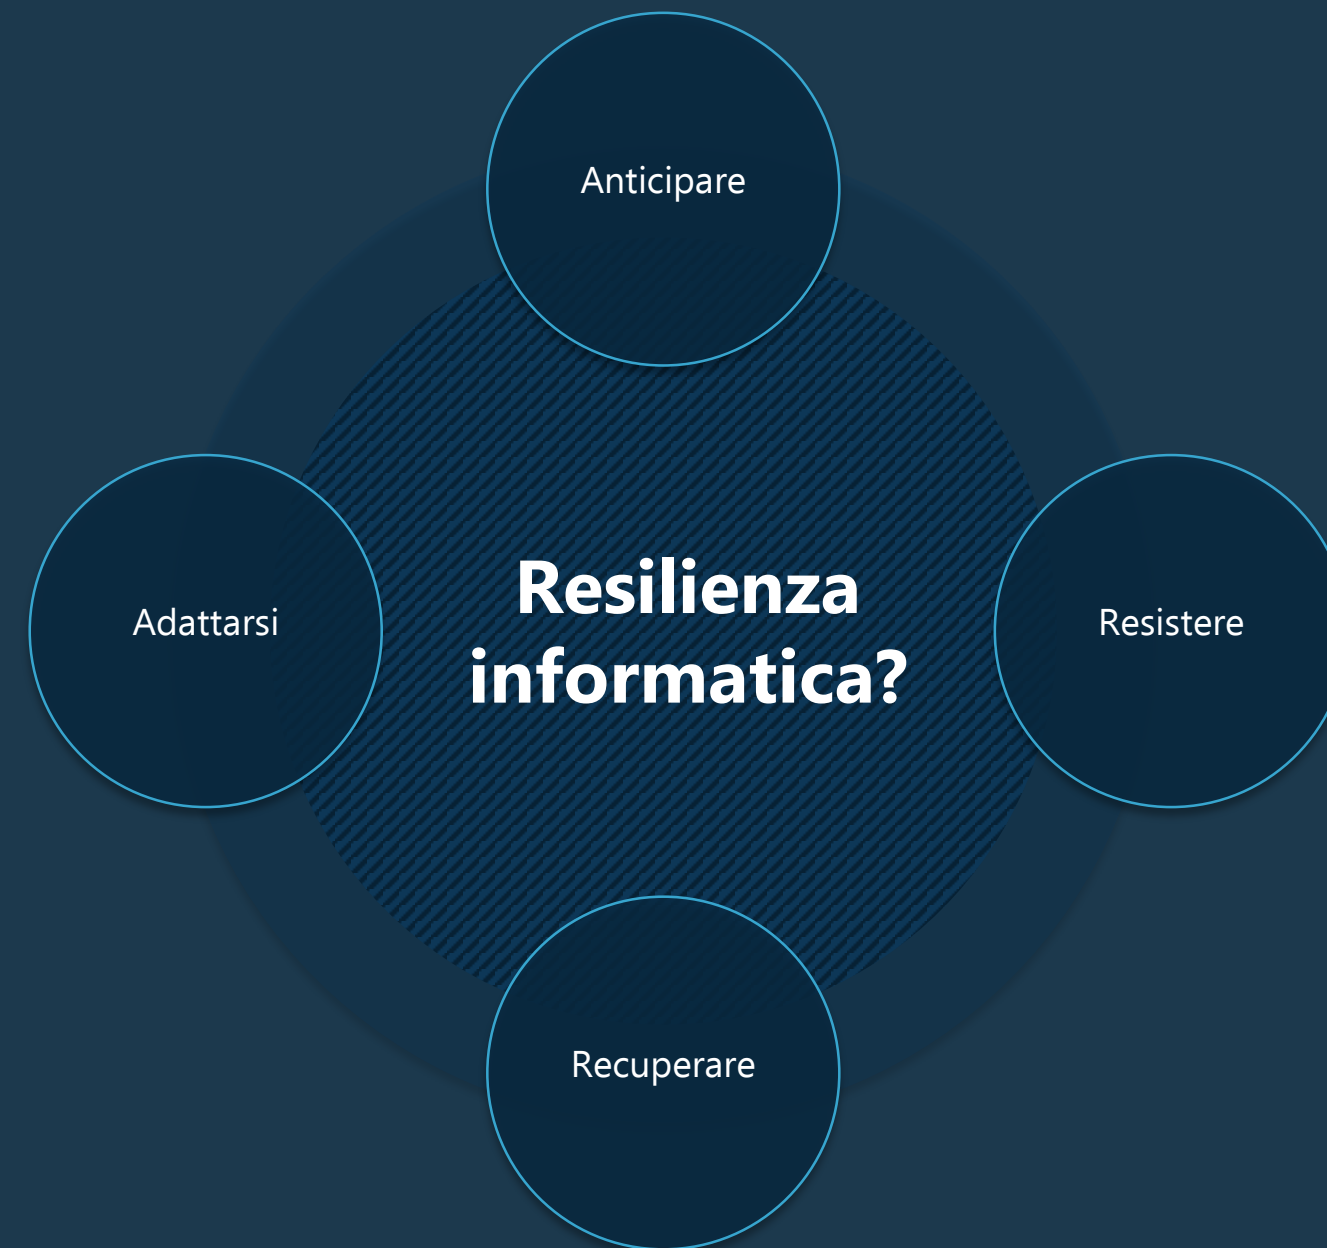 Anticipare
Adattarsi
Resilienza
informatica?
Resistere
Recuperare